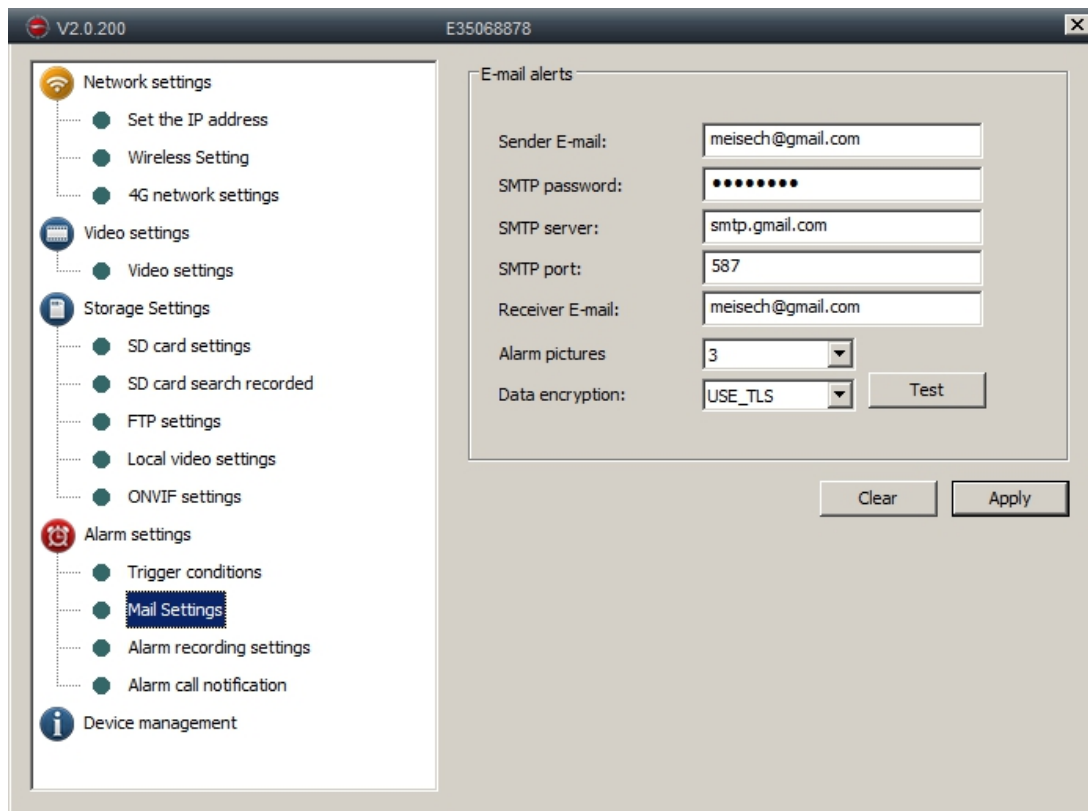 V2.0.200
E35068878
Network settings
Set the IP address
Wireless Setting
4G network settings
Video settings
Video settings
Storage Settings
SD card settings
SD card search recorded
FTP settings
Local video settings
ONVIF settings
Alarm settings
Trigger conditions
Mail Settings
Alarm recording settings
Alarm call notification
Device management
E-mail alerts
Sender E-mail: meisech@gmail.com
SMTP password: ••••••••
SMTP server: smtp.gmail.com
SMTP port: 587
Receiver E-mail: meisech@gmail.com
Alarm pictures 3
Data encryption: USE_TLS Test
Clear Apply